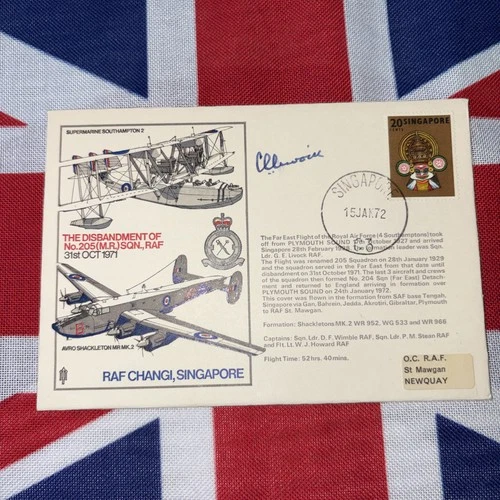 SUPERMARINE SOUTHAMPTON 2
THE DISBANDMENT OF
No.205(M.R.) SQN., RAF
31st OCT 1971
AVRO SHACKLETON MR MK.2
RAF CHANGI, SINGAPORE
20 SINGAPORE
SINGAPORE
15JAN72
3
The Far East Flight of the Royal Air Force (4 Southamptons) took
off from PLYMOUTH SOUND 17th October 1927 and arrived
Singapore 28th February 1928. The formation leader was Sqn.
Ldr. G. F. Livock RAF.
The Flight was renamed 205 Squadron on 28th January 1929
and the squadron served in the Far East from that date until
disbandment on 31st October 1971. The last 3 aircraft and crews
of the squadron then formed No. 204 Sqn (Far East) Detach-
ment and returned to England arriving in formation over
PLYMOUTH SOUND on 24th January 1972.
This cover was flown in the formation from SAF base Tengah,
Singapore via Gan, Bahrein, Jedda, Akrotiri, Gibraltar, Plymouth
to RAF St. Mawgan.
Formation: Shackletons MK. 2 WR 952, WG 533 and WR 966
Captains: Sqn. Ldr D. F. Wimble RAF, Sqn. Ldr P. M. Stean RAF
and Flt. Lt W. J. Howard RAF
Flight Time: 52 hrs. 40 mins.
O.C. R.A.F.
St Mawgan
NEWQUAY